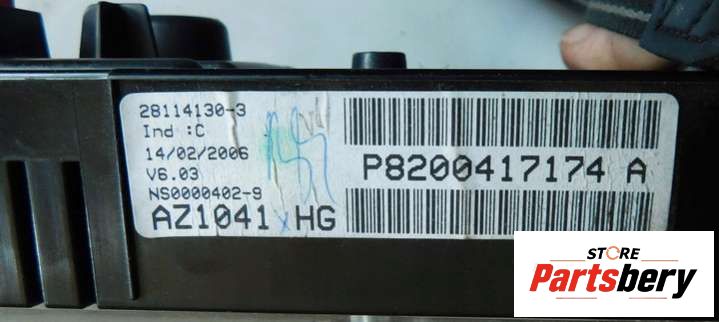 28114130-3
Ind :C
14/02/2006
V6.03
NS0000402-9
AZ1041 HG
P8200417174 A
STORE
Partsbery